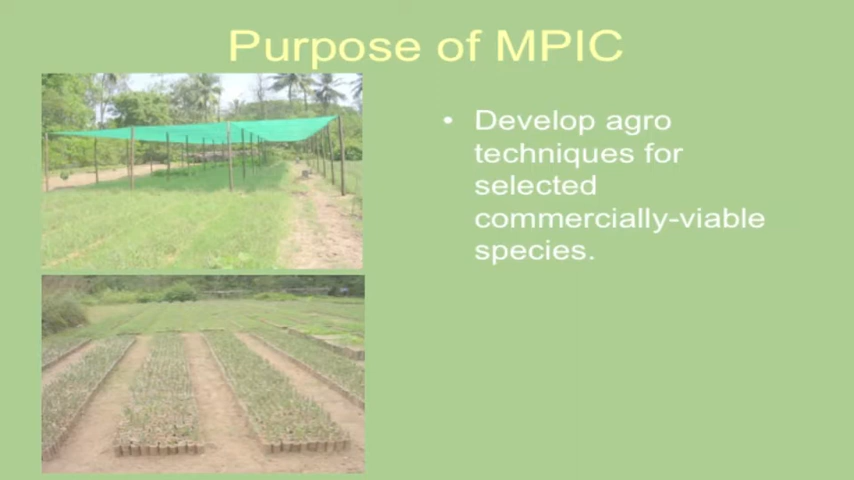 Purpose of MPIC
• Develop agro
techniques for
selected
commercially-viable
species.